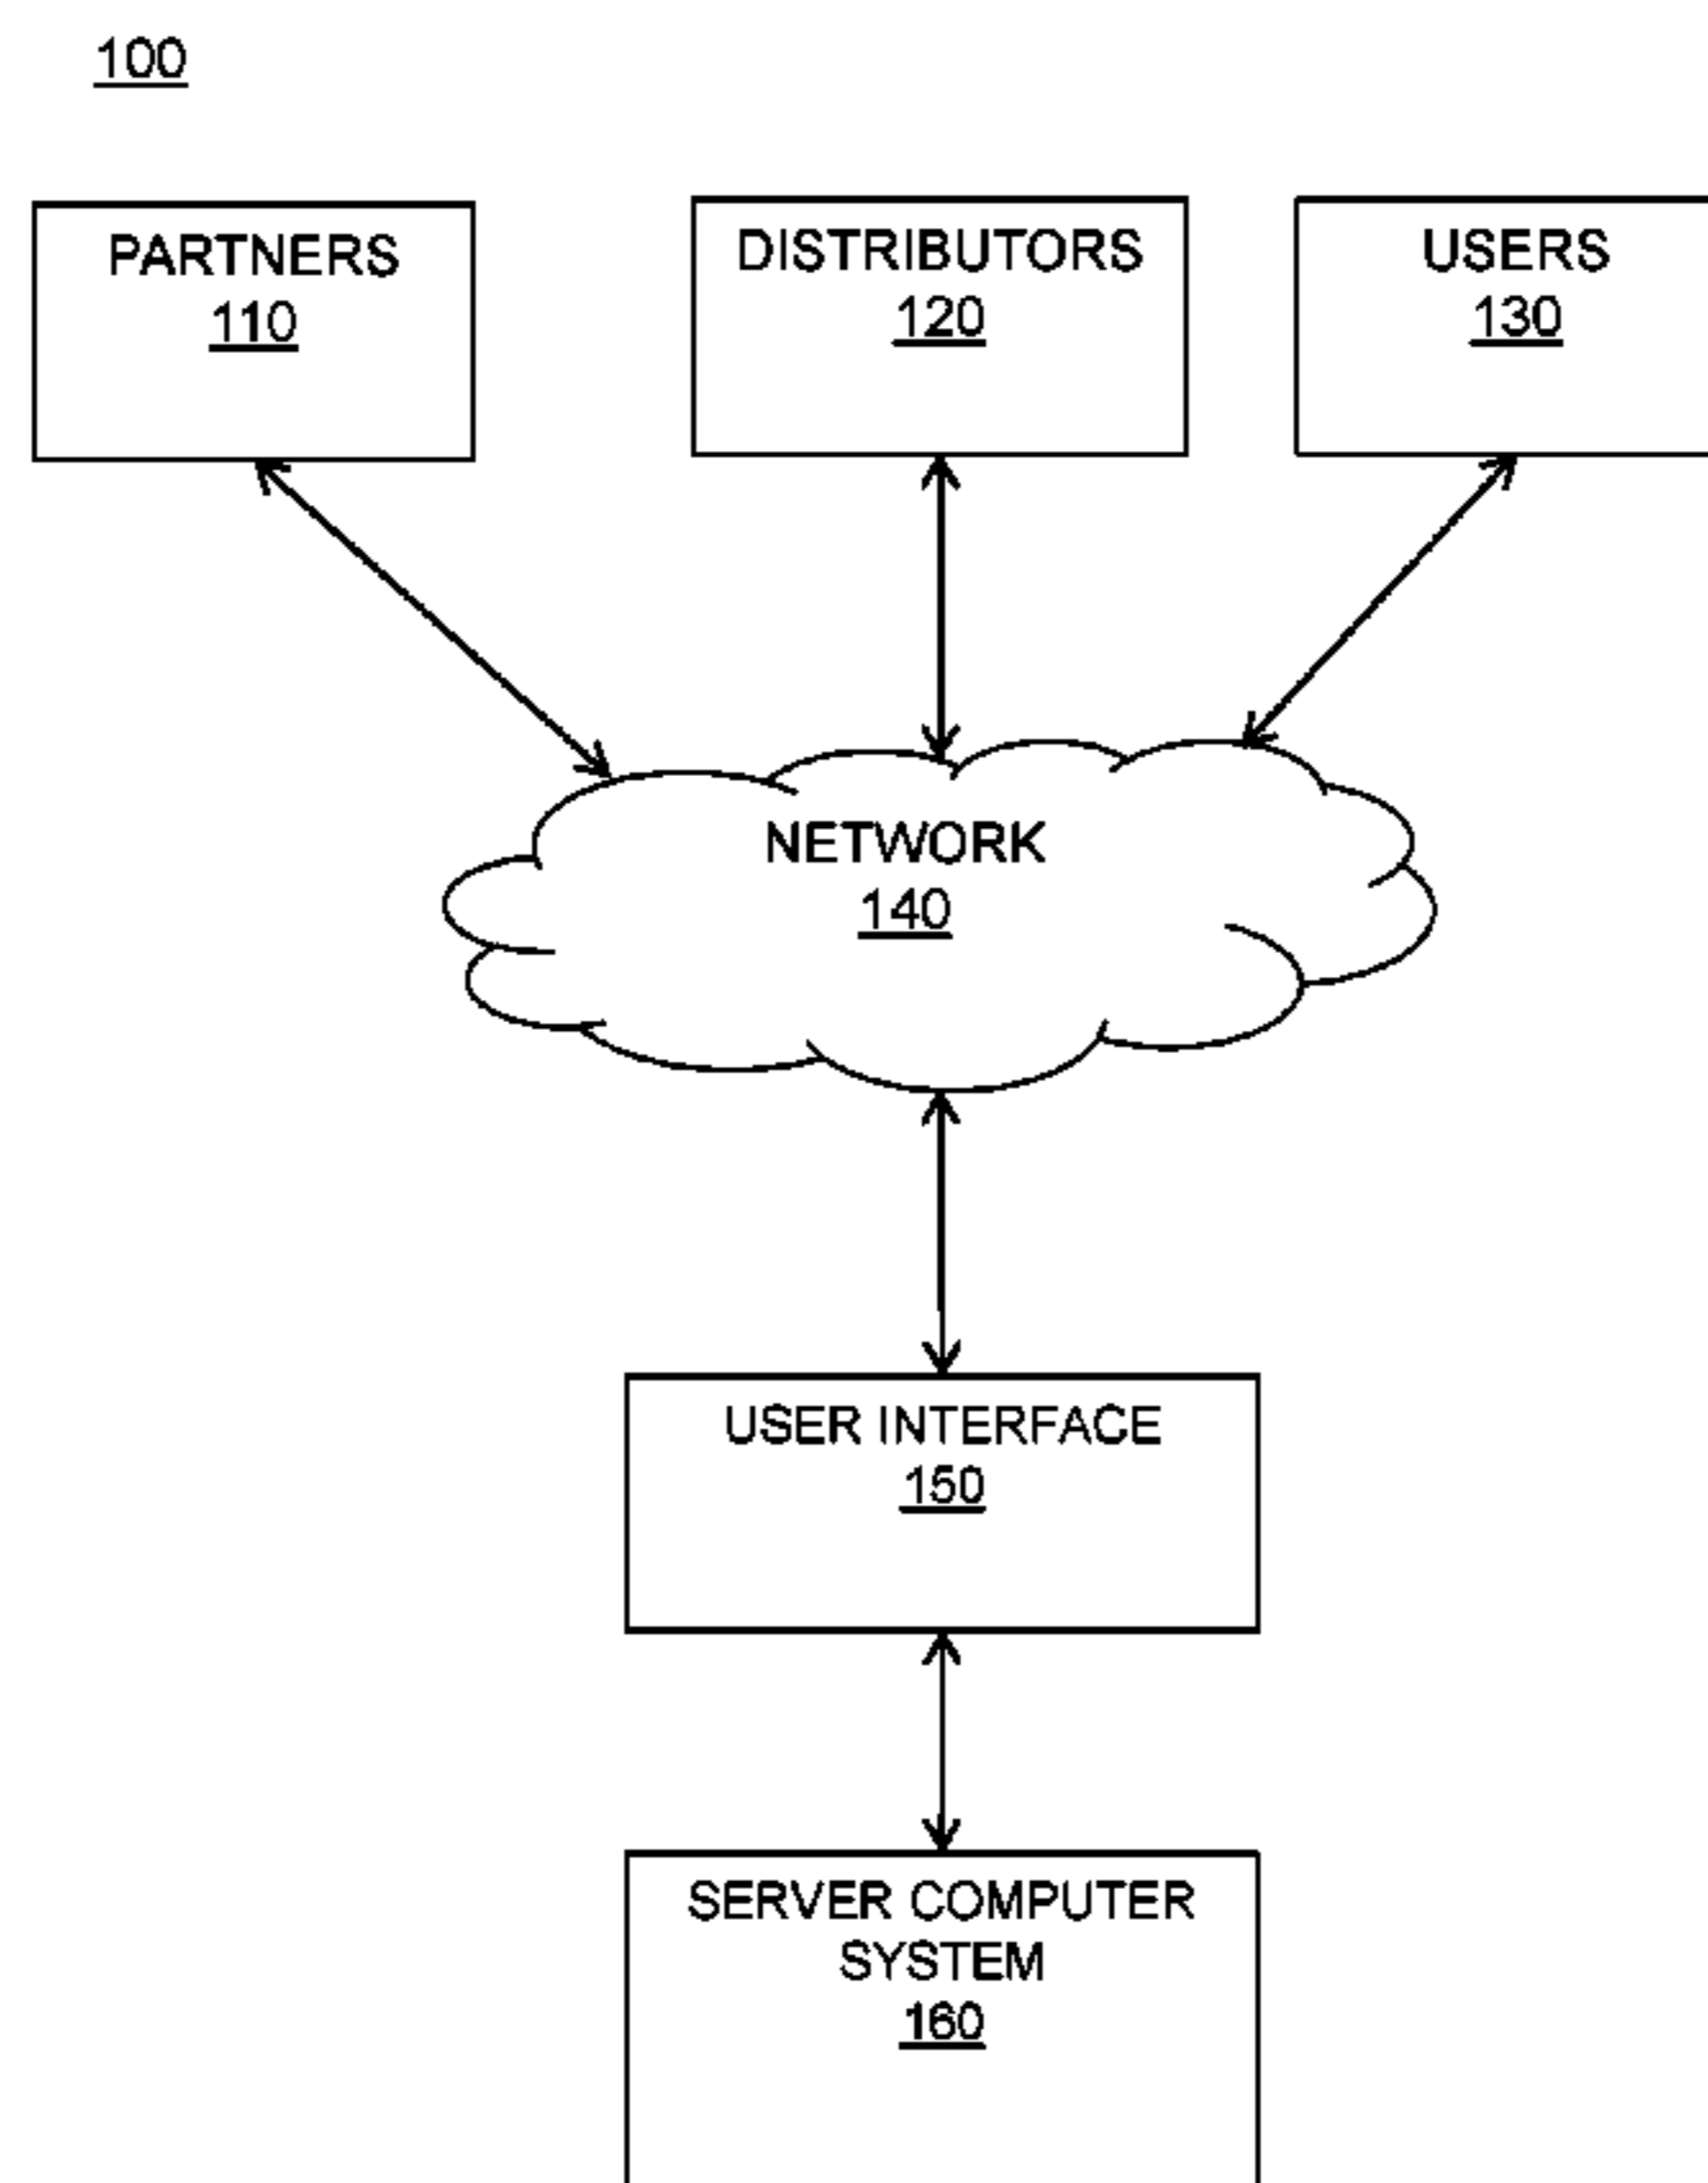 100
PARTNERS
110
DISTRIBUTORS
120
USERS
130
NETWORK
140
USER INTERFACE
150
SERVER COMPUTER
SYSTEM
160